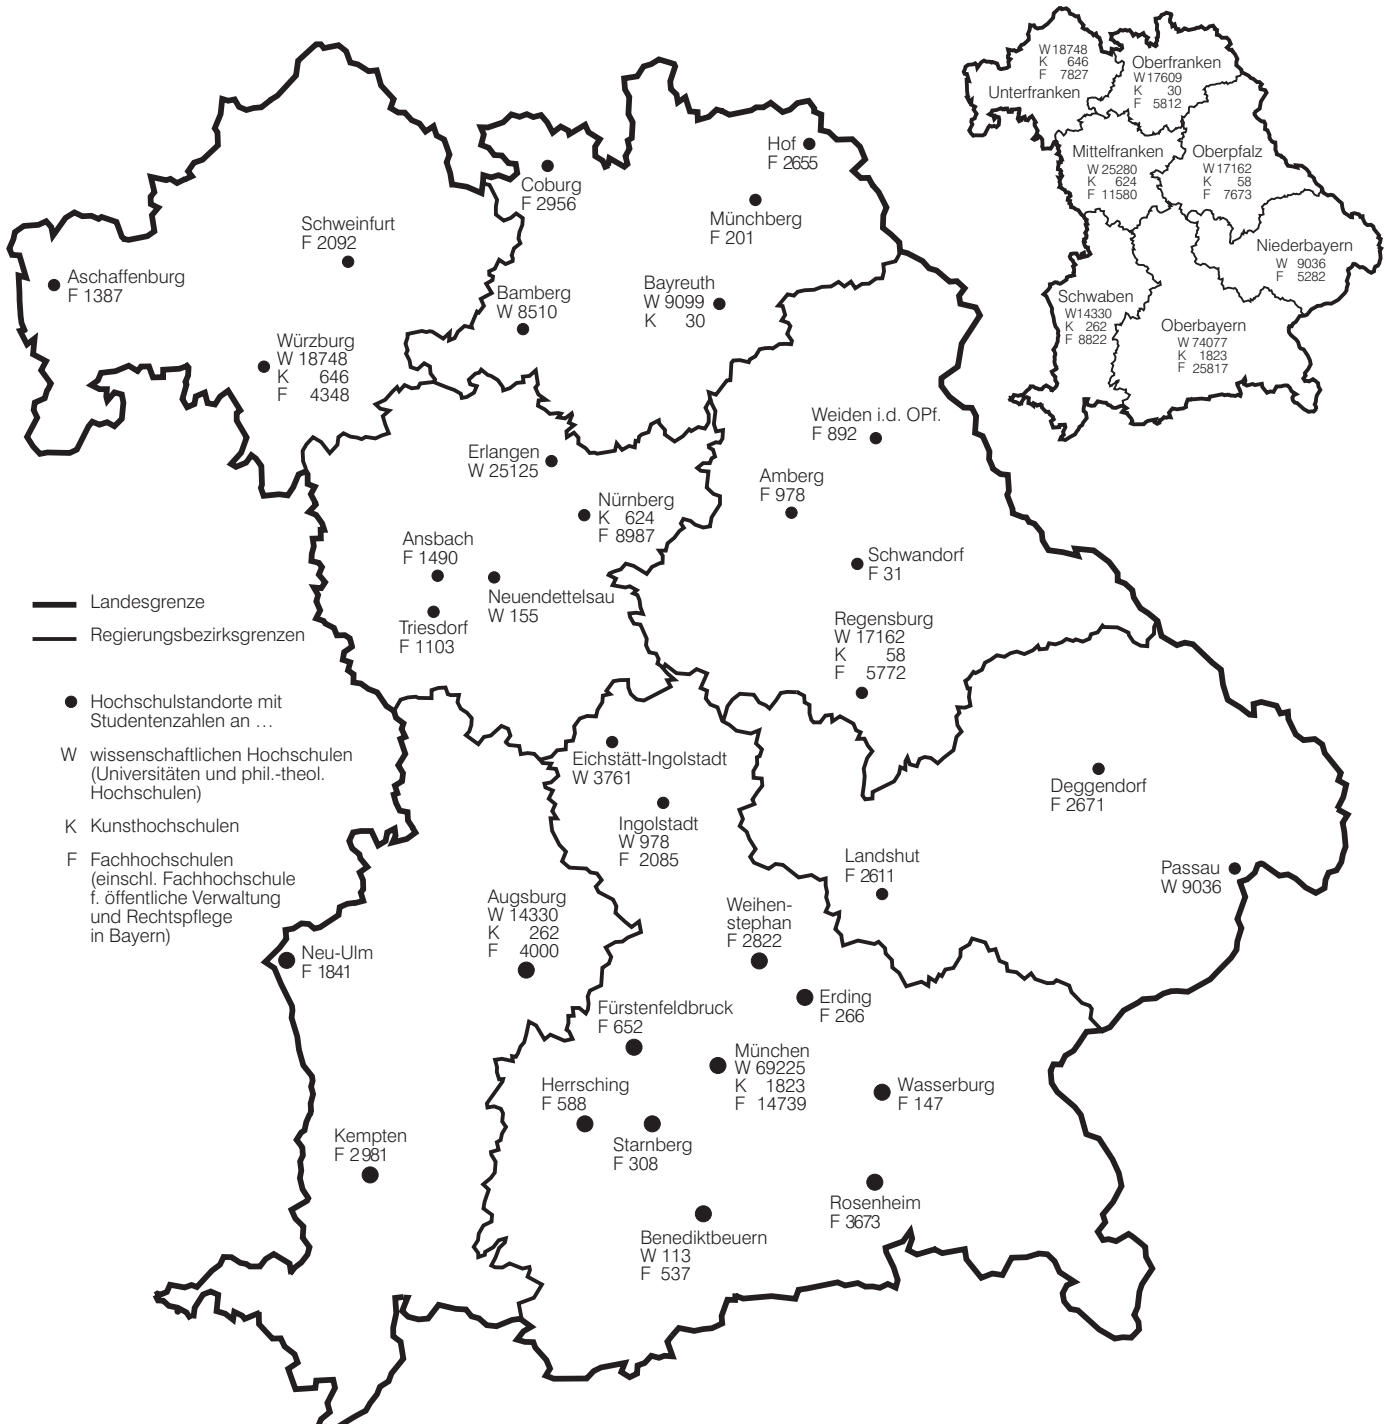 W 18748
K 646
F 7827
Unterfranken
Oberfranken
W 17609
K 30
F 5812
Mittelfranken
W 25280
K 624
F 11580
Oberpfalz
W 17162
K 58
F 7673
Niederbayern
W 9036
F 5282
Schwaben
W 14330
K 262
F 8822
Oberbayern
W 74077
K 1823
F 25817
Hof
F 2655
Coburg
F 2956
Münchberg
F 201
Schweinfurt
F 2092
Aschaffenburg
F 1387
Bamberg
W 8510
Bayreuth
W 9099
K 30
Würzburg
W 18748
K 646
F 4348
Weiden i.d. OPf.
F 892
Erlangen
W 25125
Amberg
F 978
Nürnberg
K 624
F 8987
Ansbach
F 1490
Schwandorf
F 31
Neuendettelsau
W 155
Triesdorf
F 1103
Regensburg
W 17162
K 58
F 5772
Landesgrenze
Regierungsbezirksgrenzen
Hochschulstandorte mit
Studentenzahlen an …
W wissenschaftlichen Hochschulen
(Universitäten und phil.-theol.
Hochschulen)
K Kunsthochschulen
F Fachhochschulen
(einschl. Fachhochschule
f. öffentliche Verwaltung
und Rechtspflege
in Bayern)
Eichstätt-Ingolstadt
W 3761
Ingolstadt
W 978
F 2085
Deggendorf
F 2671
Landshut
F 2611
Passau
W 9036
Augsburg
W 14330
K 262
F 4000
Weihen-
stephan
F 2822
Neu-Ulm
F 1841
Erding
F 266
Fürstenfeldbruck
F 652
München
W 69225
K 1823
F 14739
Herrsching
F 588
Wasserburg
F 147
Starnberg
F 308
Kempten
F 2981
Rosenheim
F 3673
Benediktbeuern
W 113
F 537